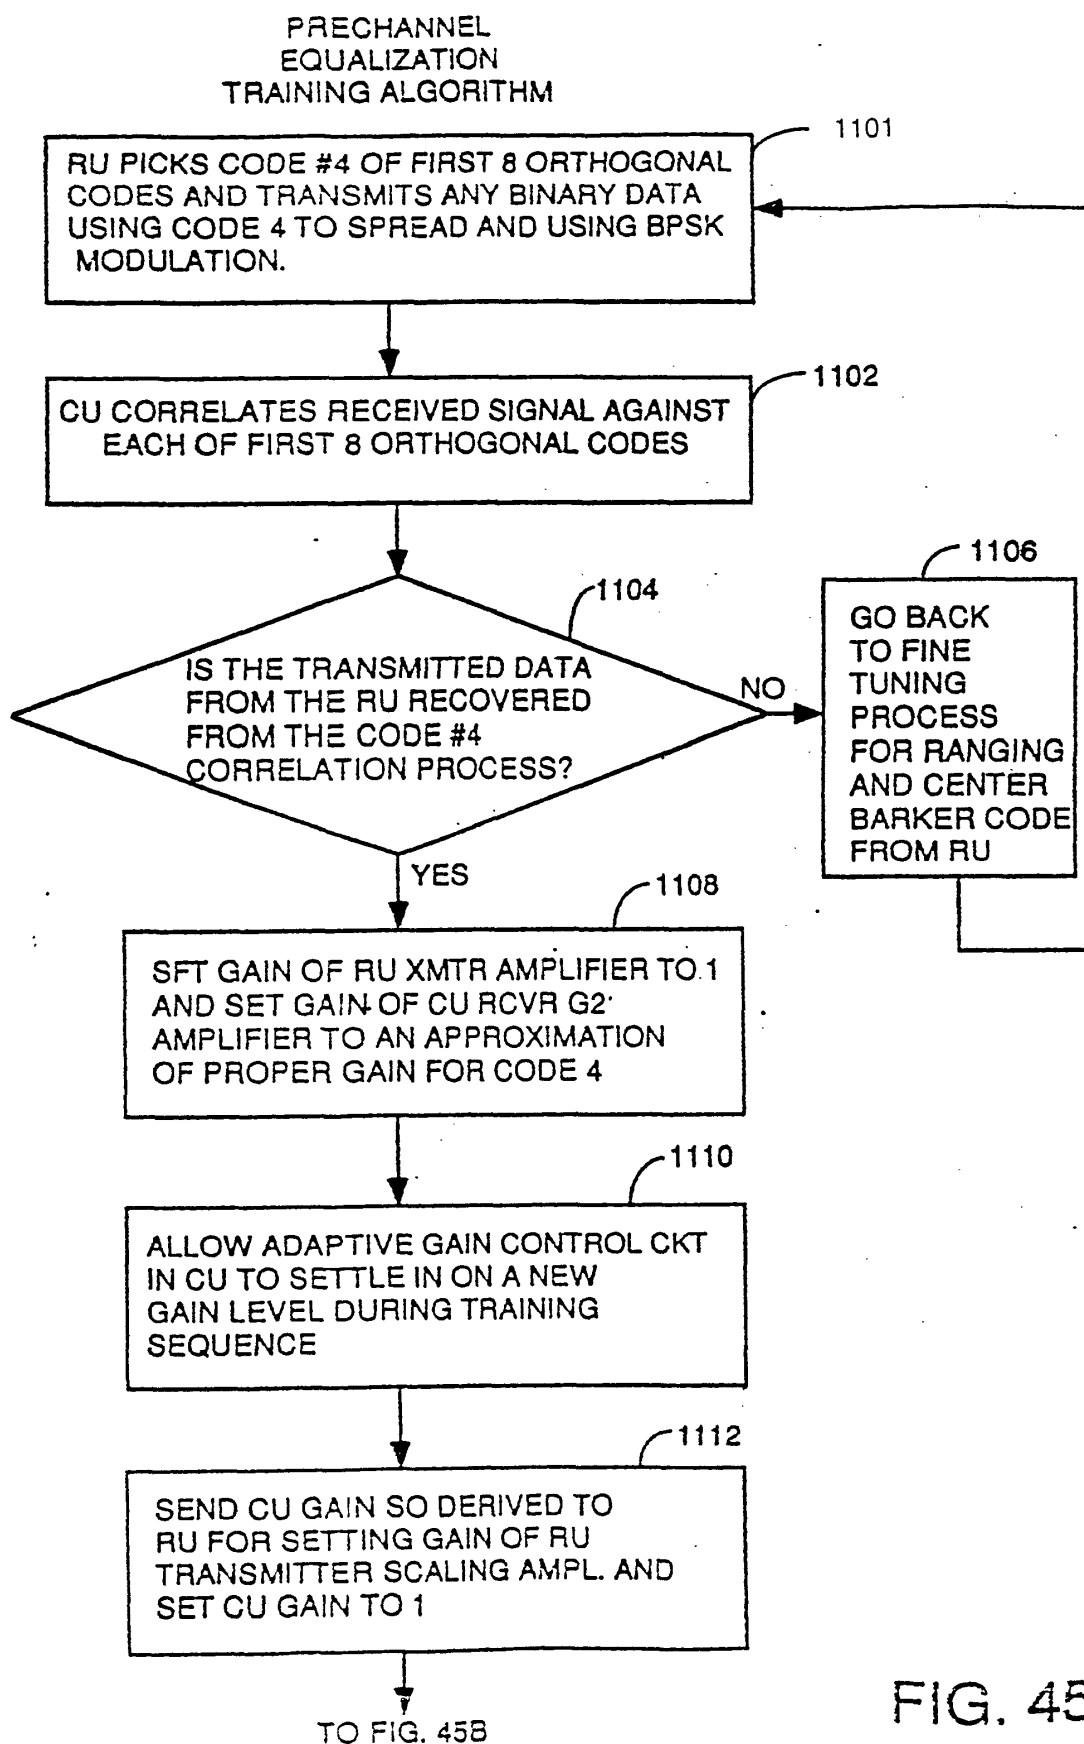 PRECHANNEL
EQUALIZATION
TRAINING ALGORITHM
1101
RU PICKS CODE #4 OF FIRST 8 ORTHOGONAL
CODES AND TRANSMITS ANY BINARY DATA
USING CODE 4 TO SPREAD AND USING BPSK
MODULATION.
1102
CU CORRELATES RECEIVED SIGNAL AGAINST
EACH OF FIRST 8 ORTHOGONAL CODES
1104
IS THE TRANSMITTED DATA
FROM THE RU RECOVERED
FROM THE CODE #4
CORRELATION PROCESS?
NO
1106
GO BACK
TO FINE
TUNING
PROCESS
FOR RANGING
AND CENTER
BARKER CODE
FROM RU
YES
1108
SFT GAIN OF RU XMTR AMPLIFIER TO 1
AND SET GAIN OF CU RCVR G2
AMPLIFIER TO AN APPROXIMATION
OF PROPER GAIN FOR CODE 4
1110
ALLOW ADAPTIVE GAIN CONTROL CKT
IN CU TO SETTLE IN ON A NEW
GAIN LEVEL DURING TRAINING
SEQUENCE
1112
SEND CU GAIN SO DERIVED TO
RU FOR SETTING GAIN OF RU
TRANSMITTER SCALING AMPL. AND
SET CU GAIN TO 1
TO FIG. 45B
FIG. 45